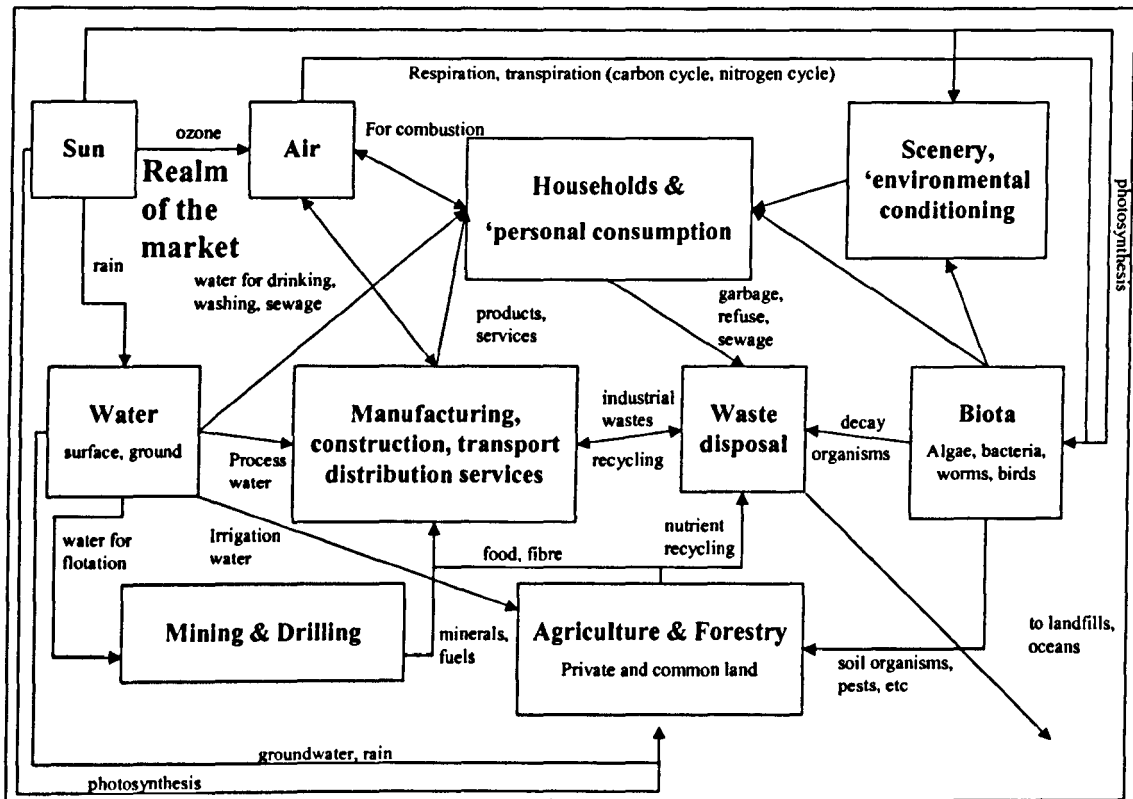 Respiration, transpiration (carbon cycle, nitrogen cycle)
Sun
ozone
Air
For combustion
Realm
of the
market
Households &
‘personal consumption
Scenery,
‘environmental
conditioning
photosynthesis
rain
water for drinking,
washing, sewage
products,
services
garbage,
refuse,
sewage
Water
surface, ground
Process
water
Manufacturing,
construction, transport
distribution services
industrial
wastes
recycling
Waste
disposal
decay
organisms
Biota
Algae, bacteria,
worms, birds
water for
flotation
Irrigation
water
food, fibre
nutrient
recycling
Mining & Drilling
minerals,
fuels
Agriculture & Forestry
Private and common land
soil organisms,
pests, etc
to landfills,
oceans
groundwater, rain
photosynthesis